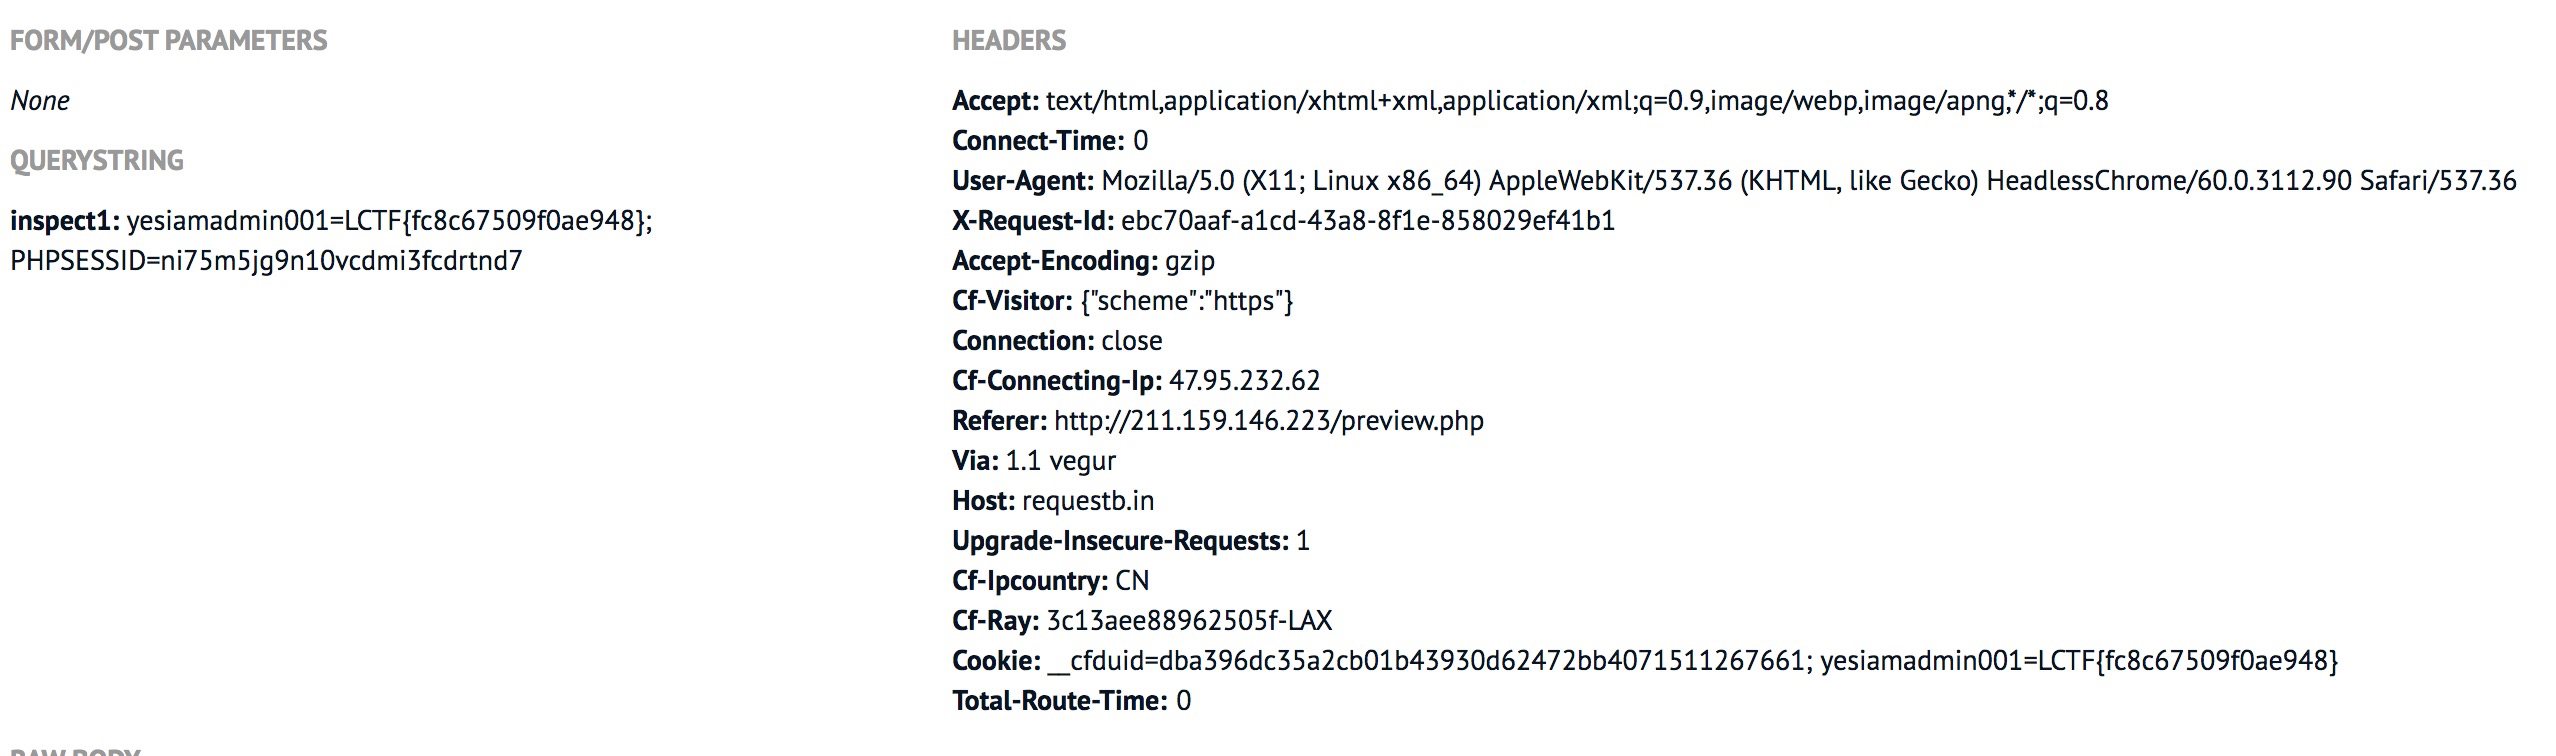 FORM/POST PARAMETERS
None
QUERYSTRING
inspect1: yesiamadmin001=LCTF{fc8c67509f0ae948};
PHPSESSID=ni75m5jg9n10vcdmi3fcdrtnd7
HEADERS
Accept: text/html,application/xhtml+xml,application/xml;q=0.9,image/webp,image/apng,*/*;q=0.8
Connect-Time: 0
User-Agent: Mozilla/5.0 (X11; Linux x86_64) AppleWebKit/537.36 (KHTML, like Gecko) HeadlessChrome/60.0.3112.90 Safari/537.36
X-Request-Id: ebc70aaf-a1cd-43a8-8f1e-858029ef41b1
Accept-Encoding: gzip
Cf-Visitor: {"scheme":"https"}
Connection: close
Cf-Connecting-Ip: 47.95.232.62
Referer: http://211.159.146.223/preview.php
Via: 1.1 vegur
Host: requestb.in
Upgrade-Insecure-Requests: 1
Cf-Ipcountry: CN
Cf-Ray: 3c13aee88962505f-LAX
Cookie: __cfduid=dba396dc35a2cb01b43930d62472bb4071511267661; yesiamadmin001=LCTF{fc8c67509f0ae948}
Total-Route-Time: 0
RAW BODY